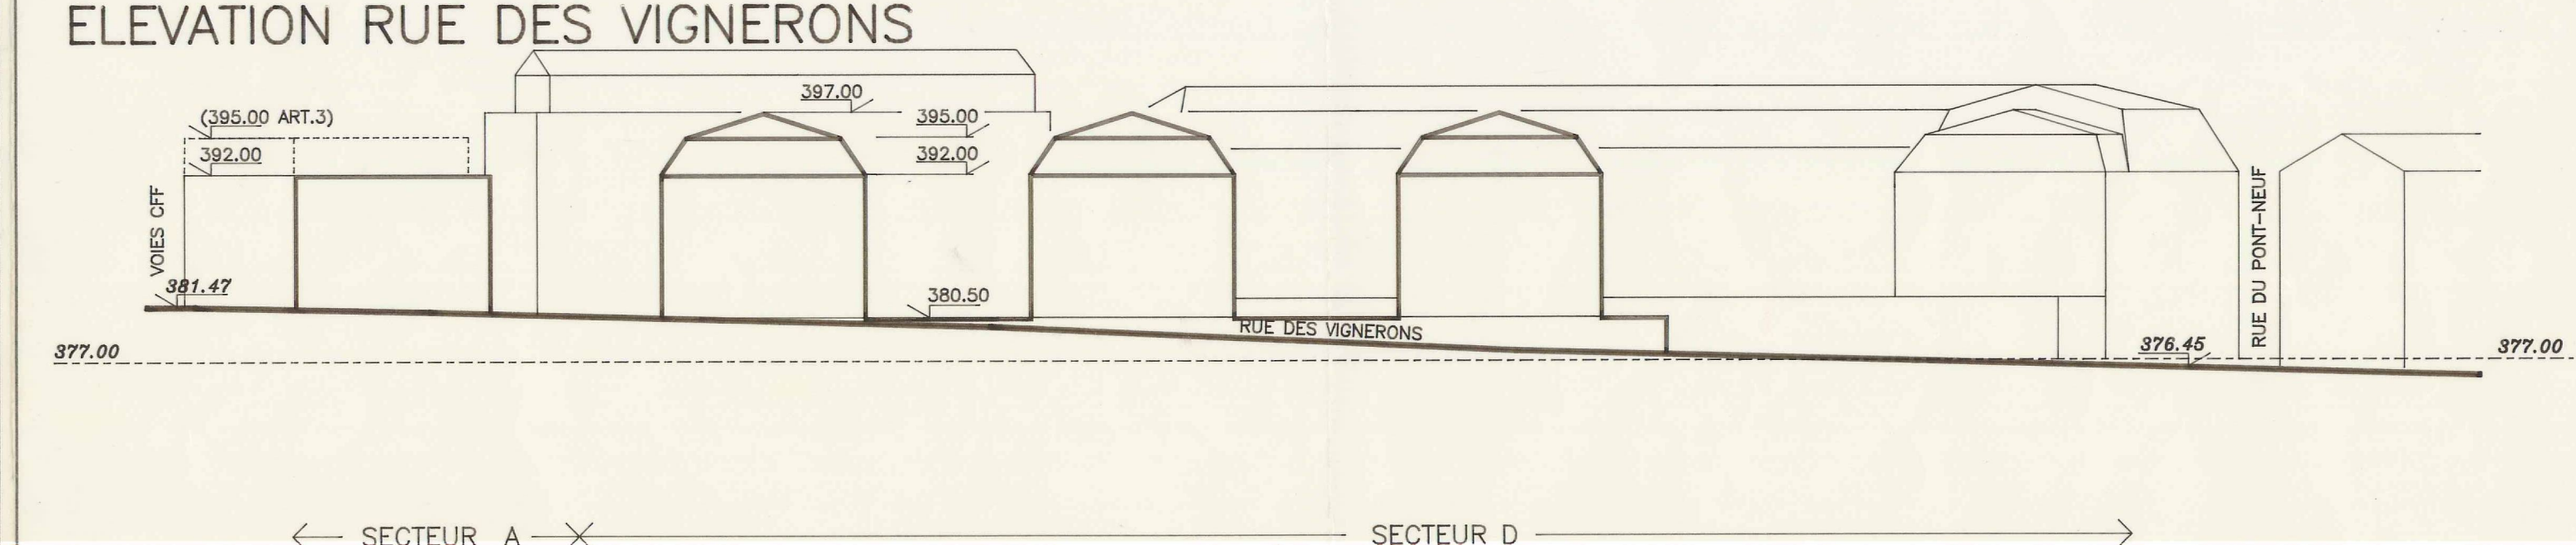 ELEVATION RUE DES VIGNERONS
397.00
(395.00 ART.3)
395.00
392.00
392.00
VOIES CFF
RUE DU PONT-NEUF
381.47
380.50
RUE DES VIGNERONS
377.00
376.45
377.00
SECTEUR A
SECTEUR D